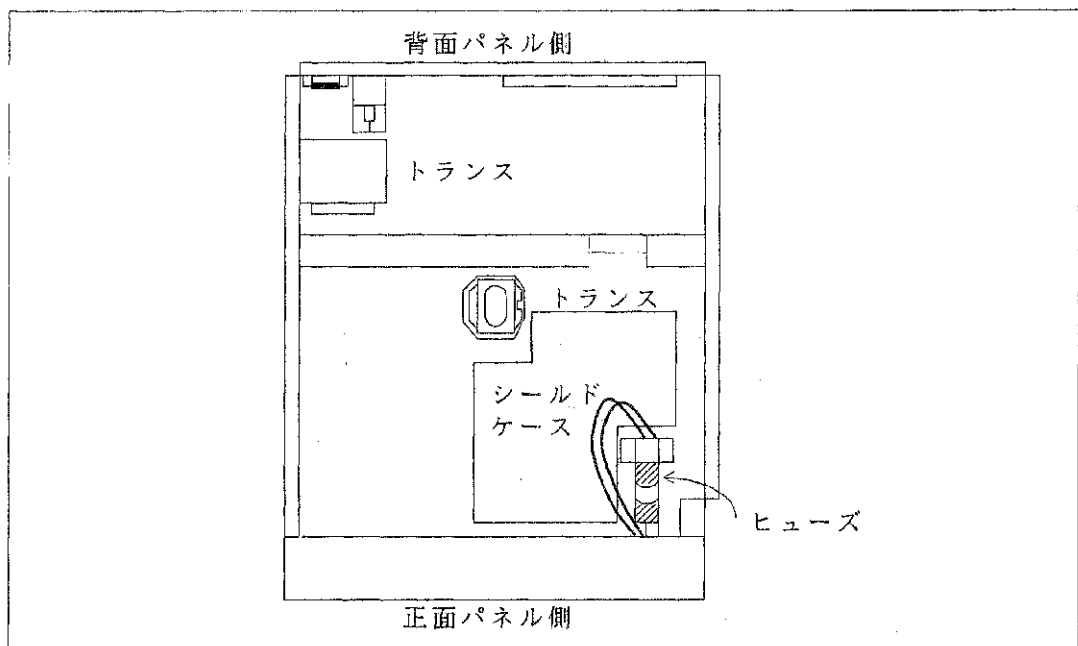 背面パネル側
トランス
トランス
シールド
ケース
ヒューズ
正面パネル側